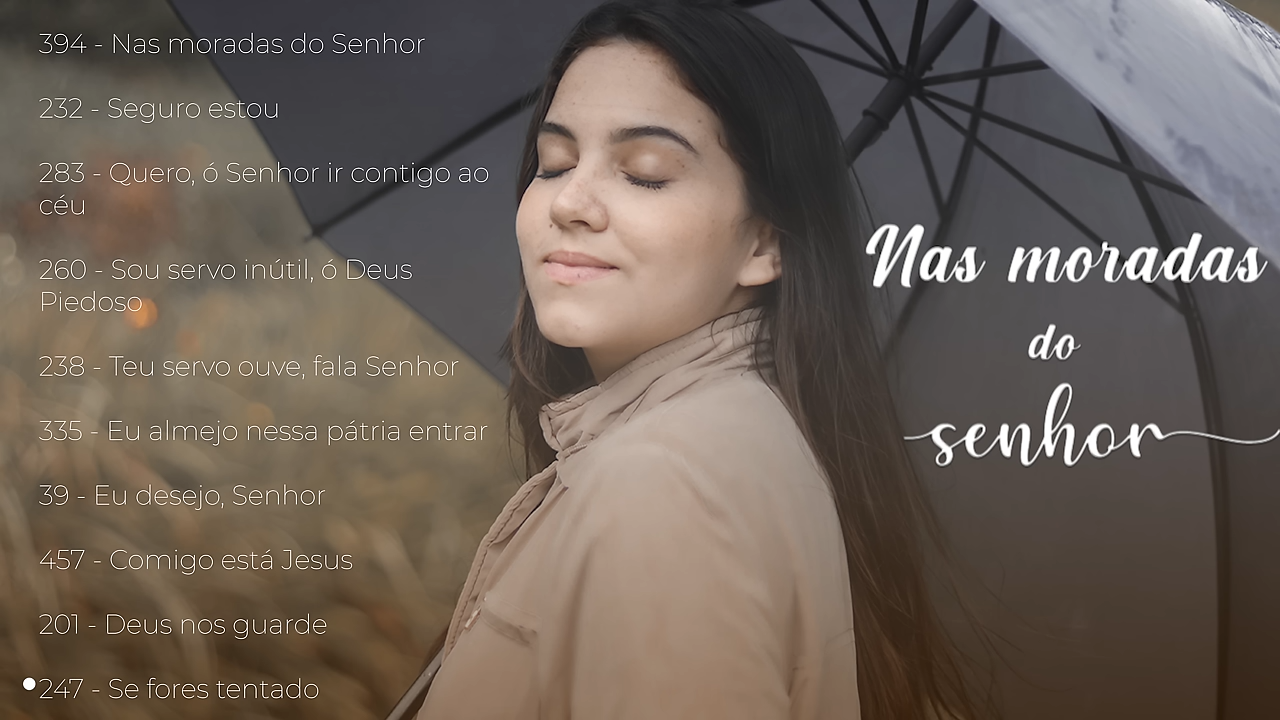 394 - Nas moradas do Senhor
232 - Seguro estou
283 - Quero, ó Senhor ir contigo ao
céu
260 - Sou servo inútil, ó Deus
Piedoso
238 - Teu servo ouve, fala Senhor
335 - Eu almejo nessa pátria entrar
39 - Eu desejo, Senhor
457 - Comigo está Jesus
201 - Deus nos guarde
247 - Se fores tentado
Nas moradas
do
senhor